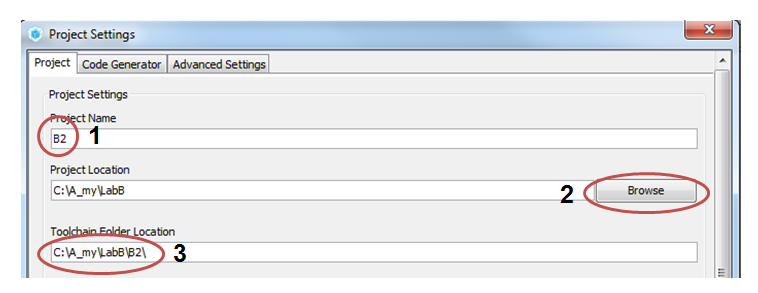 Project Settings
X
Project Code Generator Advanced Settings
Project Settings
Project Name
B2
1
Project Location
C:\A_my\LabB
2
Browse
Toolchain Folder Location
C:\A_my\LabB\B2\
3